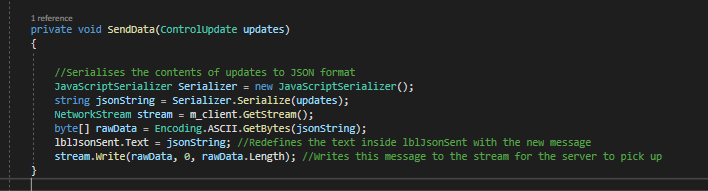 1 reference
private void SendData(ControlUpdate updates)
{
//Serialises the contents of updates to JSON format
JavaScriptSerializer Serializer = new JavaScriptSerializer();
string jsonString = Serializer.Serialize(updates);
NetworkStream stream = m_client.GetStream();
byte[] rawData = Encoding.ASCII.GetBytes(jsonString);
lblJsonSent.Text = jsonString; //Redefines the text inside lblJsonSent with the new message
stream.Write(rawData, 0, rawData.Length); //Writes this message to the stream for the server to pick up
}